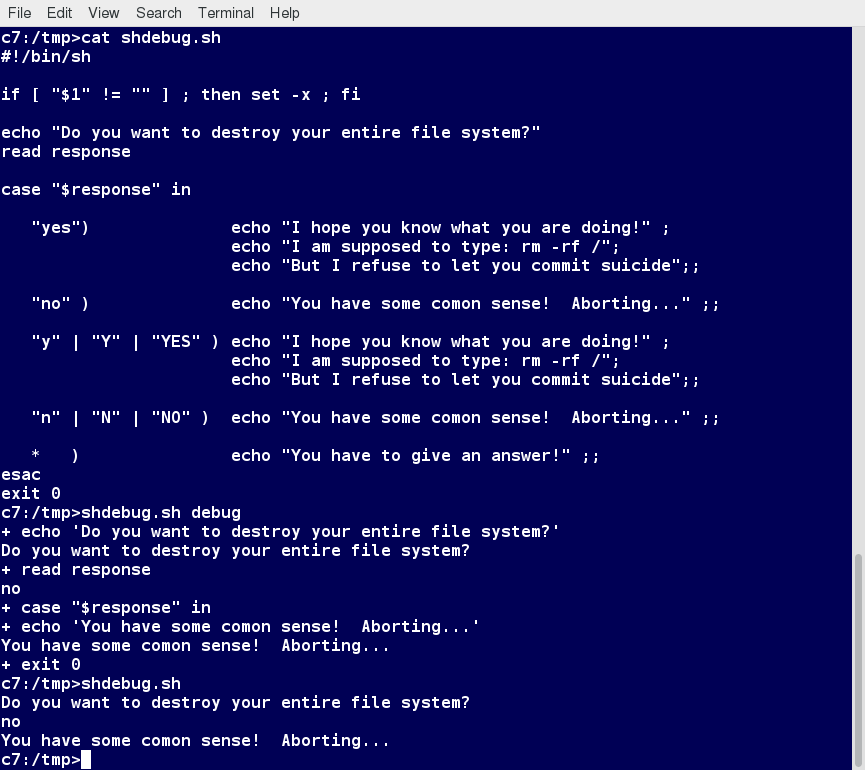 File Edit View Search Terminal Help
c7:/tmp>cat shdebug.sh
#!/bin/sh
if [ "$1" != "" ] ; then set -x ; fi
echo "Do you want to destroy your entire file system?"
read response
case "$response" in
   "yes")              echo "I hope you know what you are doing!" ;
                       echo "I am supposed to type: rm -rf /";
                       echo "But I refuse to let you commit suicide";;
   "no" )              echo "You have some comon sense!  Aborting..." ;;
   "y" | "Y" | "YES" ) echo "I hope you know what you are doing!" ;
                       echo "I am supposed to type: rm -rf /";
                       echo "But I refuse to let you commit suicide";;
   "n" | "N" | "NO" )  echo "You have some comon sense!  Aborting..." ;;
   *   )               echo "You have to give an answer!" ;;
esac
exit 0
c7:/tmp>shdebug.sh debug
+ echo 'Do you want to destroy your entire file system?'
Do you want to destroy your entire file system?
+ read response
no
+ case "$response" in
+ echo 'You have some comon sense!  Aborting...'
You have some comon sense!  Aborting...
+ exit 0
c7:/tmp>shdebug.sh
Do you want to destroy your entire file system?
no
You have some comon sense!  Aborting...
c7:/tmp>